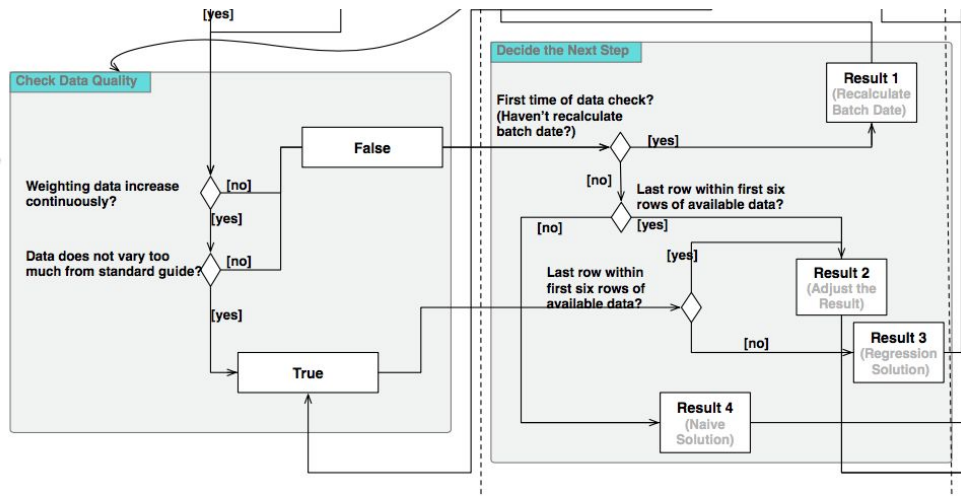 [yes]
Check Data Quality
False
Weighting data increase
continuously?
[no]
[yes]
Data does not vary too
much from standard guide?
[no]
[yes]
True
Decide the Next Step
Result 1
(Recalculate
Batch Date)
First time of data check?
(Haven't recalculate
batch date?)
[yes]
[no]
Last row within first six
rows of available data?
[no]
[yes]
[yes]
Last row within
first six rows of
available data?
Result 2
(Adjust the
Result)
[no]
Result 3
(Regression
Solution)
Result 4
(Naive
Solution)